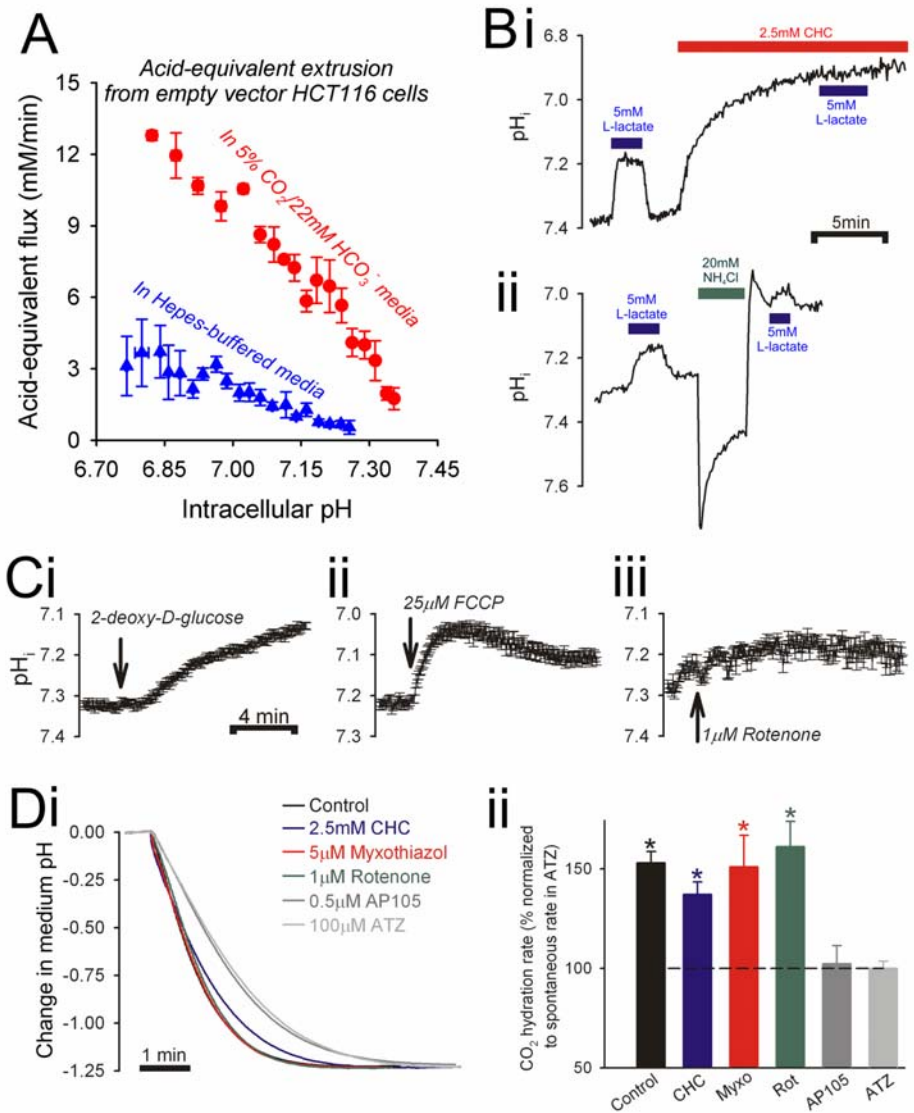 A
Acid-equivalent extrusion
from empty vector HCT116 cells
15
12
9
6
3
0
Acid-equivalent flux (mM/min)
In 5% CO₂/22mM HCO₃⁻ media
In Hepes-buffered media
6.70 6.85 7.00 7.15 7.30 7.45
Intracellular pH
Bi
2.5mM CHC
6.8
7.0
7.2
7.4
pHᵢ
5mM
L-lactate
5mM
L-lactate
5min
ii
20mM
NH₄Cl
7.0
7.2
7.4
7.6
pHᵢ
5mM
L-lactate
5mM
L-lactate
Ci
7.1
7.2
7.3
7.4
pHᵢ
2-deoxy-D-glucose
4 min
ii
7.0
7.1
7.2
7.3
25μM FCCP
iii
7.1
7.2
7.3
7.4
1μM Rotenone
Di
0.00
-0.25
-0.50
-0.75
-1.00
-1.25
Change in medium pH
Control
2.5mM CHC
5μM Myxothiazol
1μM Rotenone
0.5μM AP105
100μM ATZ
1 min
ii
CO₂ hydration rate (% normalized
to spontaneous rate in ATZ)
150
100
50
* * * *
Control CHC Myxo Rot AP105 ATZ